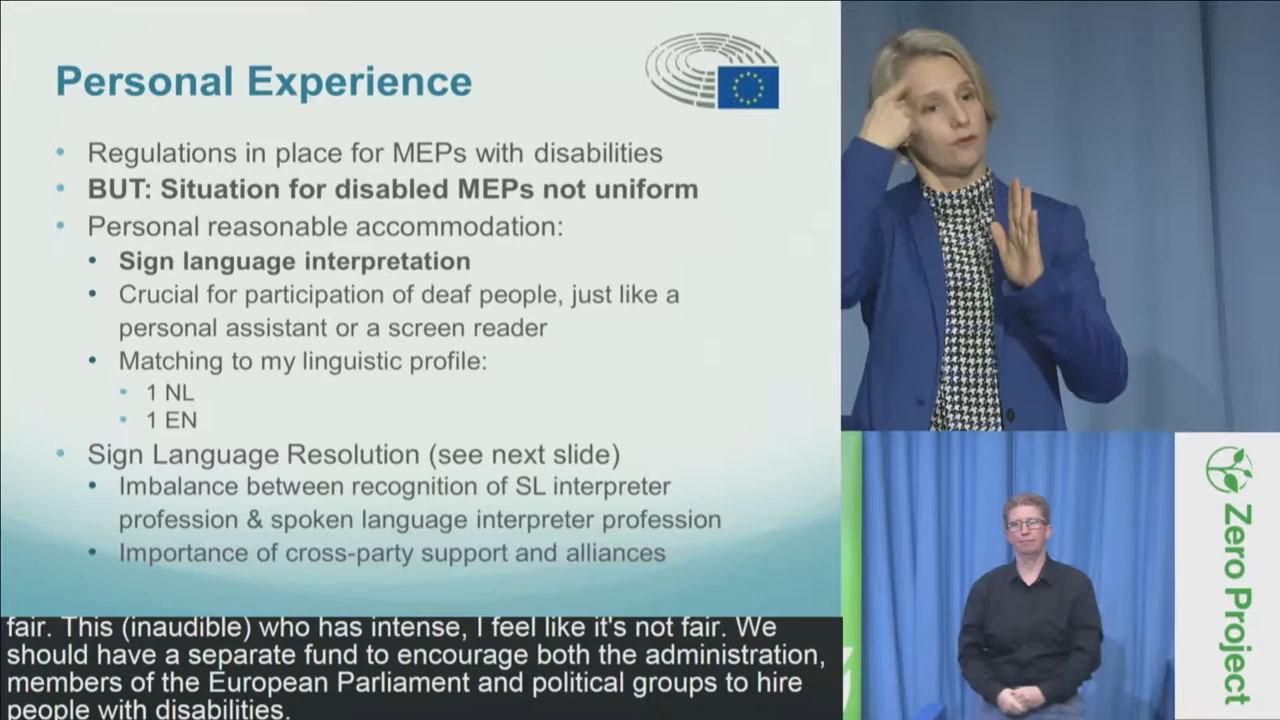 Personal Experience
• Regulations in place for MEPs with disabilities
• BUT: Situation for disabled MEPs not uniform
• Personal reasonable accommodation:
• Sign language interpretation
• Crucial for participation of deaf people, just like a
personal assistant or a screen reader
• Matching to my linguistic profile:
• 1 NL
• 1 EN
• Sign Language Resolution (see next slide)
• Imbalance between recognition of SL interpreter
profession & spoken language interpreter profession
• Importance of cross-party support and alliances
fair. This (inaudible) who has intense, I feel like it's not fair. We
should have a separate fund to encourage both the administration,
members of the European Parliament and political groups to hire
people with disabilities.
Zero Project